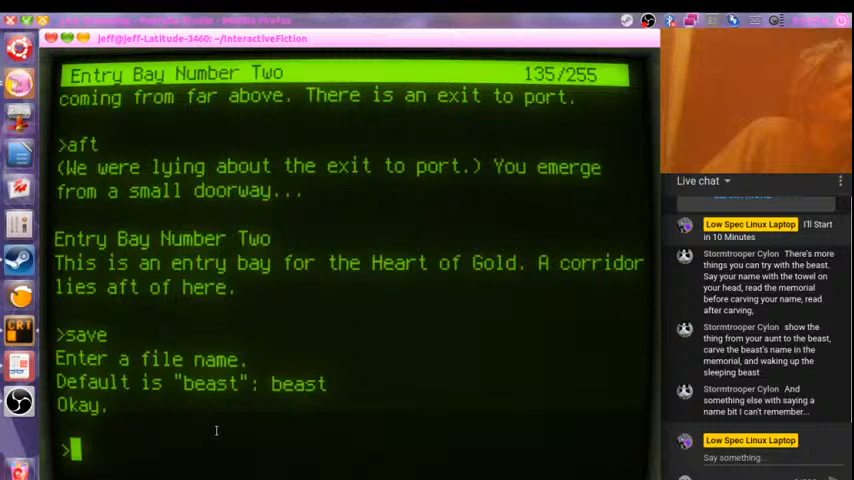 jeff@jeff-Latitude-3460: ~/InteractiveFiction
Entry Bay Number Two 135/255
coming from far above. There is an exit to port.
>aft
(We were lying about the exit to port.) You emerge
from a small doorway...
Entry Bay Number Two
This is an entry bay for the Heart of Gold. A corridor
lies aft of here.
>save
Enter a file name.
Default is "beast": beast
Okay.
>
Live chat
Low Spec Linux Laptop I'll Start
in 10 Minutes
Stormtrooper Cylon There's more
things you can try with the beast.
Say your name with the towel on
your head, read the memorial
before carving your name, read
after carving,
Stormtrooper Cylon show the
thing from your aunt to the beast,
carve the beast's name in the
memorial, and waking up the
sleeping beast
Stormtrooper Cylon And
something else with saying a
name bit I can't remember...
Low Spec Linux Laptop
Say something...
CRT